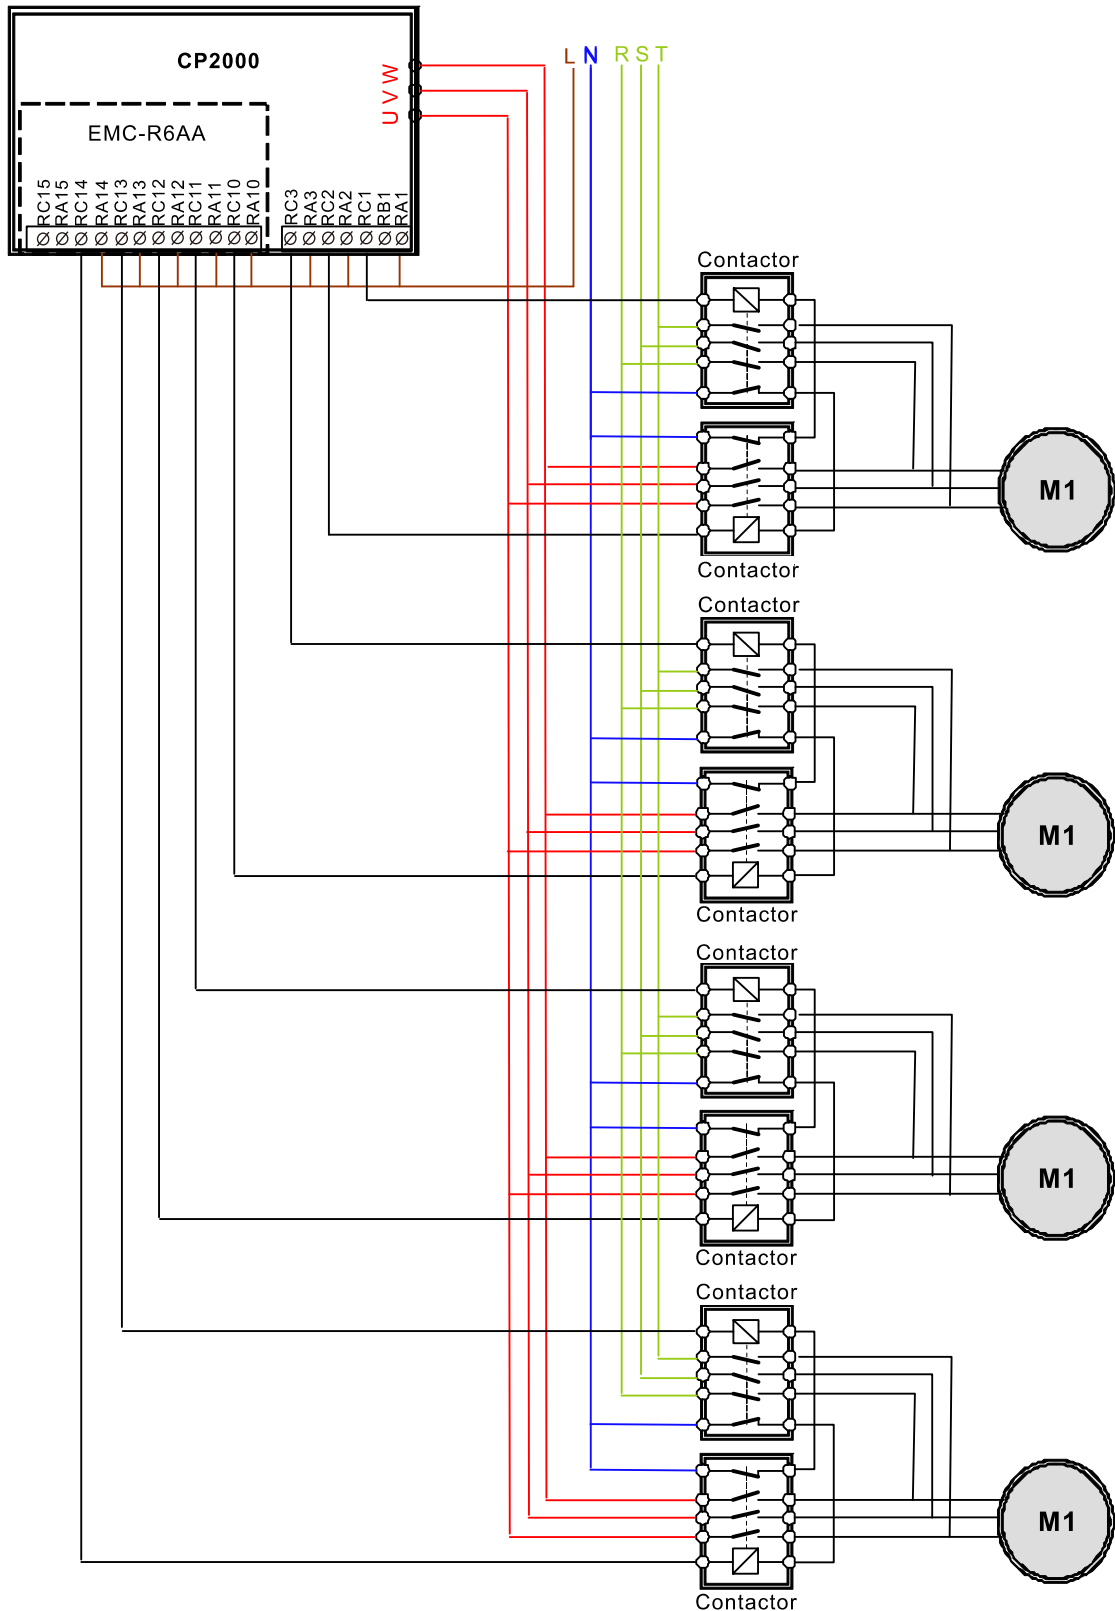 CP2000
L N R S T
U V W
EMC-R6AA
RC15 RA15 RC14 RA14 RC13 RA13 RC12 RA12 RC11 RA11 RC10 RA10 RC3 RA3 RC2 RA2 RC1 RB1 RA1
Contactor
M1
Contactor
Contactor
M1
Contactor
Contactor
M1
Contactor
Contactor
M1
Contactor